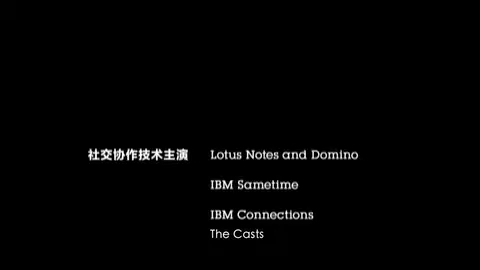 社交协作技术主演 Lotus Notes and Domino
IBM Sametime
IBM Connections
The Casts